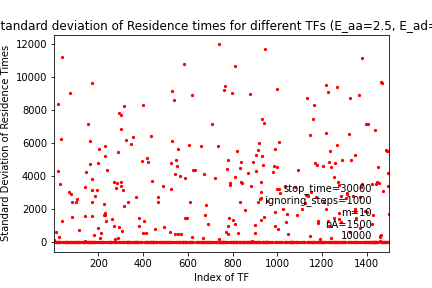 tandard deviation of Residence times for different TFs (E_aa=2.5, E_ad=
12000
10000
8000
6000
4000
2000
0
Standard Deviation of Residence Times
stop_time=30000
ignoring_steps=1000
m=10
nA=1500
10000
200
400
600
800
1000
1200
1400
Index of TF